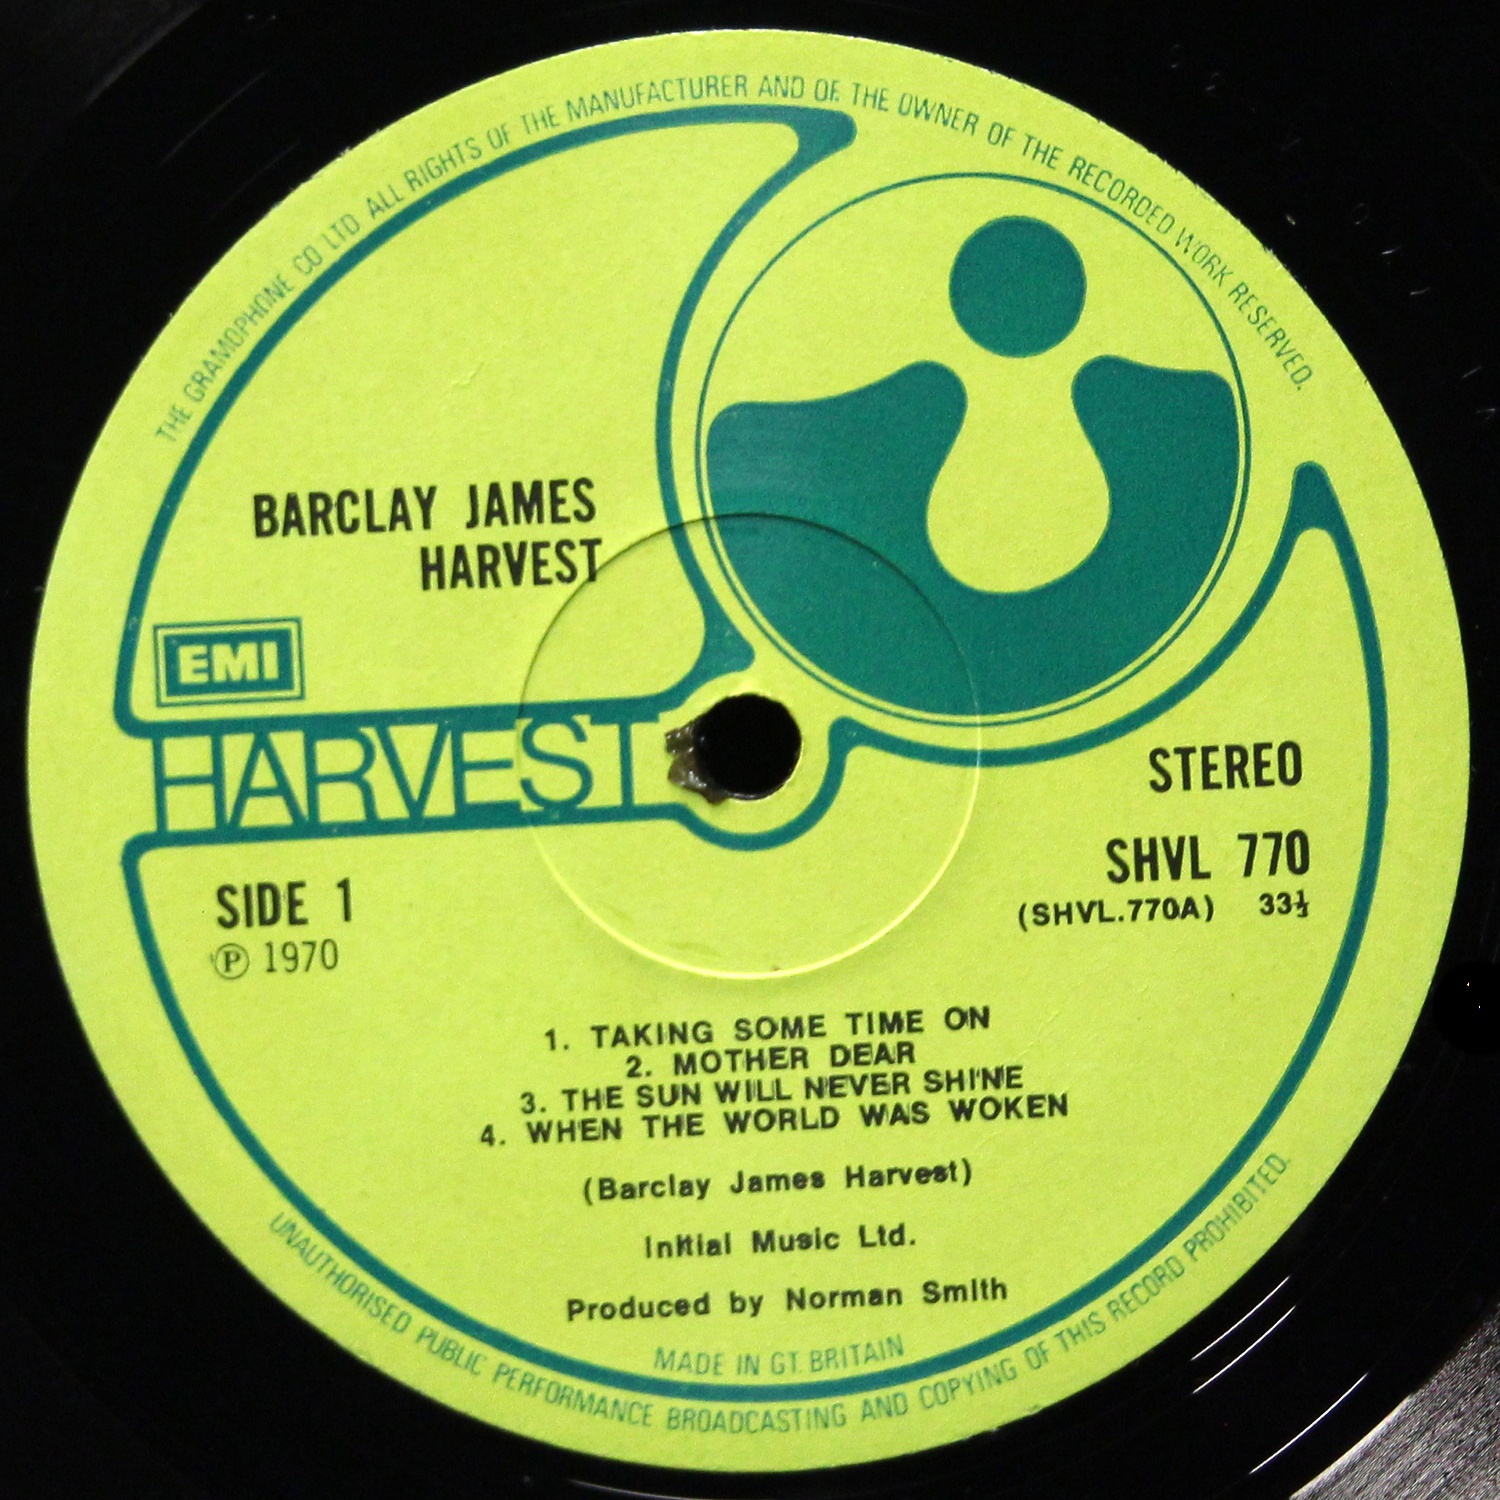 THE GRAMOPHONE CO LTD ALL RIGHTS OF THE MANUFACTURER AND OF THE OWNER OF THE RECORDED WORK RESERVED.
BARCLAY JAMES
HARVEST
EMI
HARVEST
STEREO
SHVL 770
(SHVL.770A) 33⅓
SIDE 1
℗ 1970
1. TAKING SOME TIME ON
2. MOTHER DEAR
3. THE SUN WILL NEVER SHINE
4. WHEN THE WORLD WAS WOKEN
(Barclay James Harvest)
Initial Music Ltd.
Produced by Norman Smith
MADE IN GT. BRITAIN
UNAUTHORISED PUBLIC PERFORMANCE BROADCASTING AND COPYING OF THIS RECORD PROHIBITED.